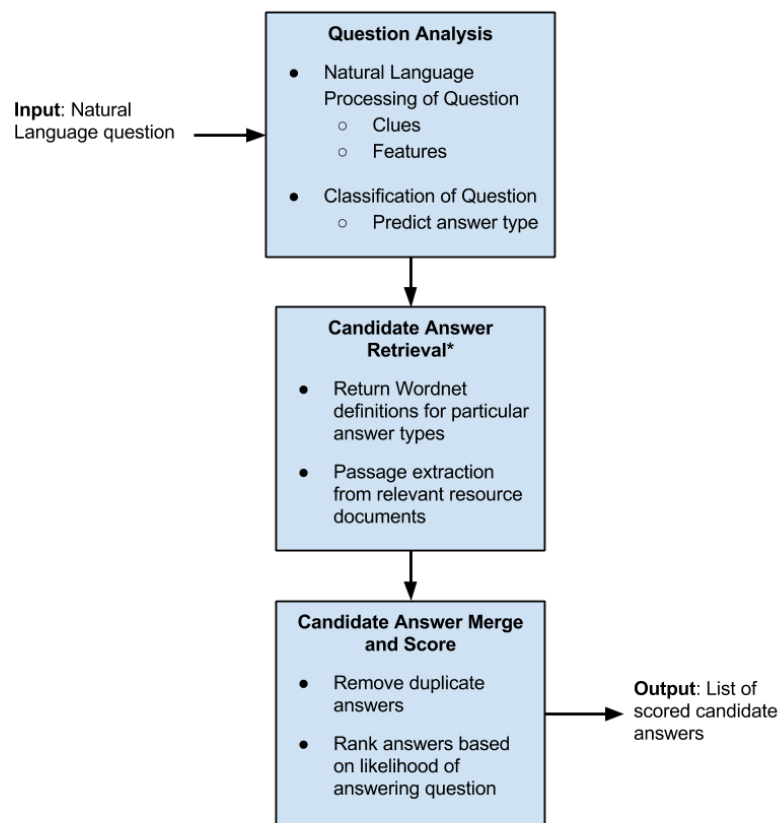 Question Analysis
● Natural Language
Processing of Question
○ Clues
○ Features
● Classification of Question
○ Predict answer type
Input: Natural
Language question
Candidate Answer
Retrieval*
● Return Wordnet
definitions for particular
answer types
● Passage extraction
from relevant resource
documents
Candidate Answer Merge
and Score
● Remove duplicate
answers
● Rank answers based
on likelihood of
answering question
Output: List of
scored candidate
answers